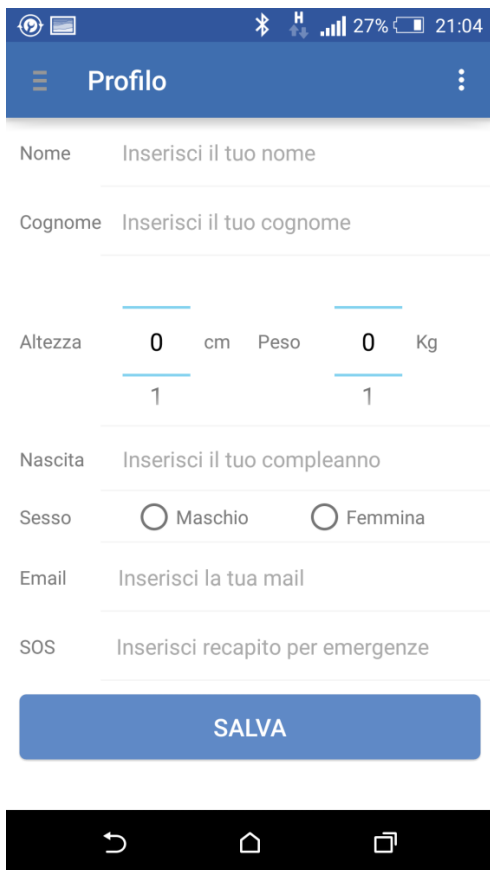 H 27% 21:04
Profilo
Nome Inserisci il tuo nome
Cognome Inserisci il tuo cognome
Altezza 0 cm Peso 0 Kg
1 1
Nascita Inserisci il tuo compleanno
Sesso Maschio Femmina
Email Inserisci la tua mail
SOS Inserisci recapito per emergenze
SALVA